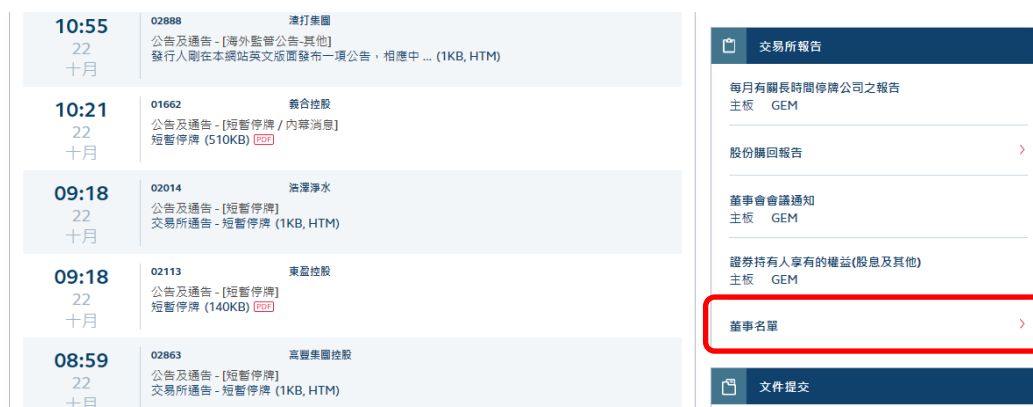 10:55
22
十月
02888 渣打集團
公告及通告 - [海外監管公告-其他]
發行人剛在本網站英文版面發布一項公告，相應中 ... (1KB, HTM)
10:21
22
十月
01662 義合控股
公告及通告 - [短暫停牌 / 內幕消息]
短暫停牌 (510KB) PDF
09:18
22
十月
02014 浩澤淨水
公告及通告 - [短暫停牌]
交易所通告 - 短暫停牌 (1KB, HTM)
09:18
22
十月
02113 東盈控股
公告及通告 - [短暫停牌]
短暫停牌 (140KB) PDF
08:59
22
十月
02863 高豐集團控股
公告及通告 - [短暫停牌]
交易所通告 - 短暫停牌 (1KB, HTM)
交易所報告
每月有關長時間停牌公司之報告
主板 GEM
股份購回報告
董事會會議通知
主板 GEM
證券持有人享有的權益(股息及其他)
主板 GEM
董事名單
文件提交